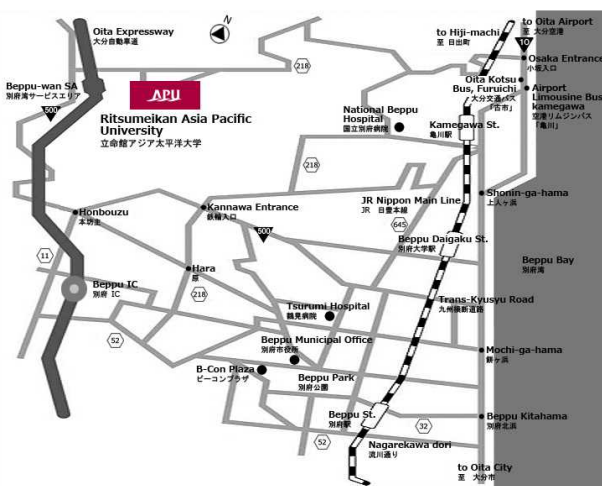 Oita Expressway
大分自動車道
N
to Oita Airport
至 大分空港
to Hiji-machi
至 日出町
10
218
Osaka Entrance
小坂入口
Beppu-wan SA
別府湾サービスエリア
500
APU
Ritsumeikan Asia Pacific
University
立命館アジア太平洋大学
Oita Kotsu
Bus, Furuichi
大分交通バス
「古市」
Airport
Limousine Bus
kamegawa
空港リムジンバス
「亀川」
National Beppu
Hospital
国立別府病院
Kamegawa St.
亀川駅
218
Shonin-ga-hama
上人ヶ浜
JR Nippon Main Line
JR 日豊本線
Kannawa Entrance
鉄輪入口
Honbouzu
本坊主
500
645
Beppu Daigaku St.
別府大学駅
11
Beppu Bay
別府湾
Hara
原
Beppu IC
別府 IC
218
Tsurumi Hospital
鶴見病院
Trans-Kyusyu Road
九州横断道路
52
Beppu Municipal Office
別府市役所
Mochi-ga-hama
餅ヶ浜
B-Con Plaza
ビーコンプラザ
Beppu Park
別府公園
Beppu St.
別府駅
32
Beppu Kitahama
別府北浜
52
Nagarekawa dori
流川通り
to Oita City
至 大分市